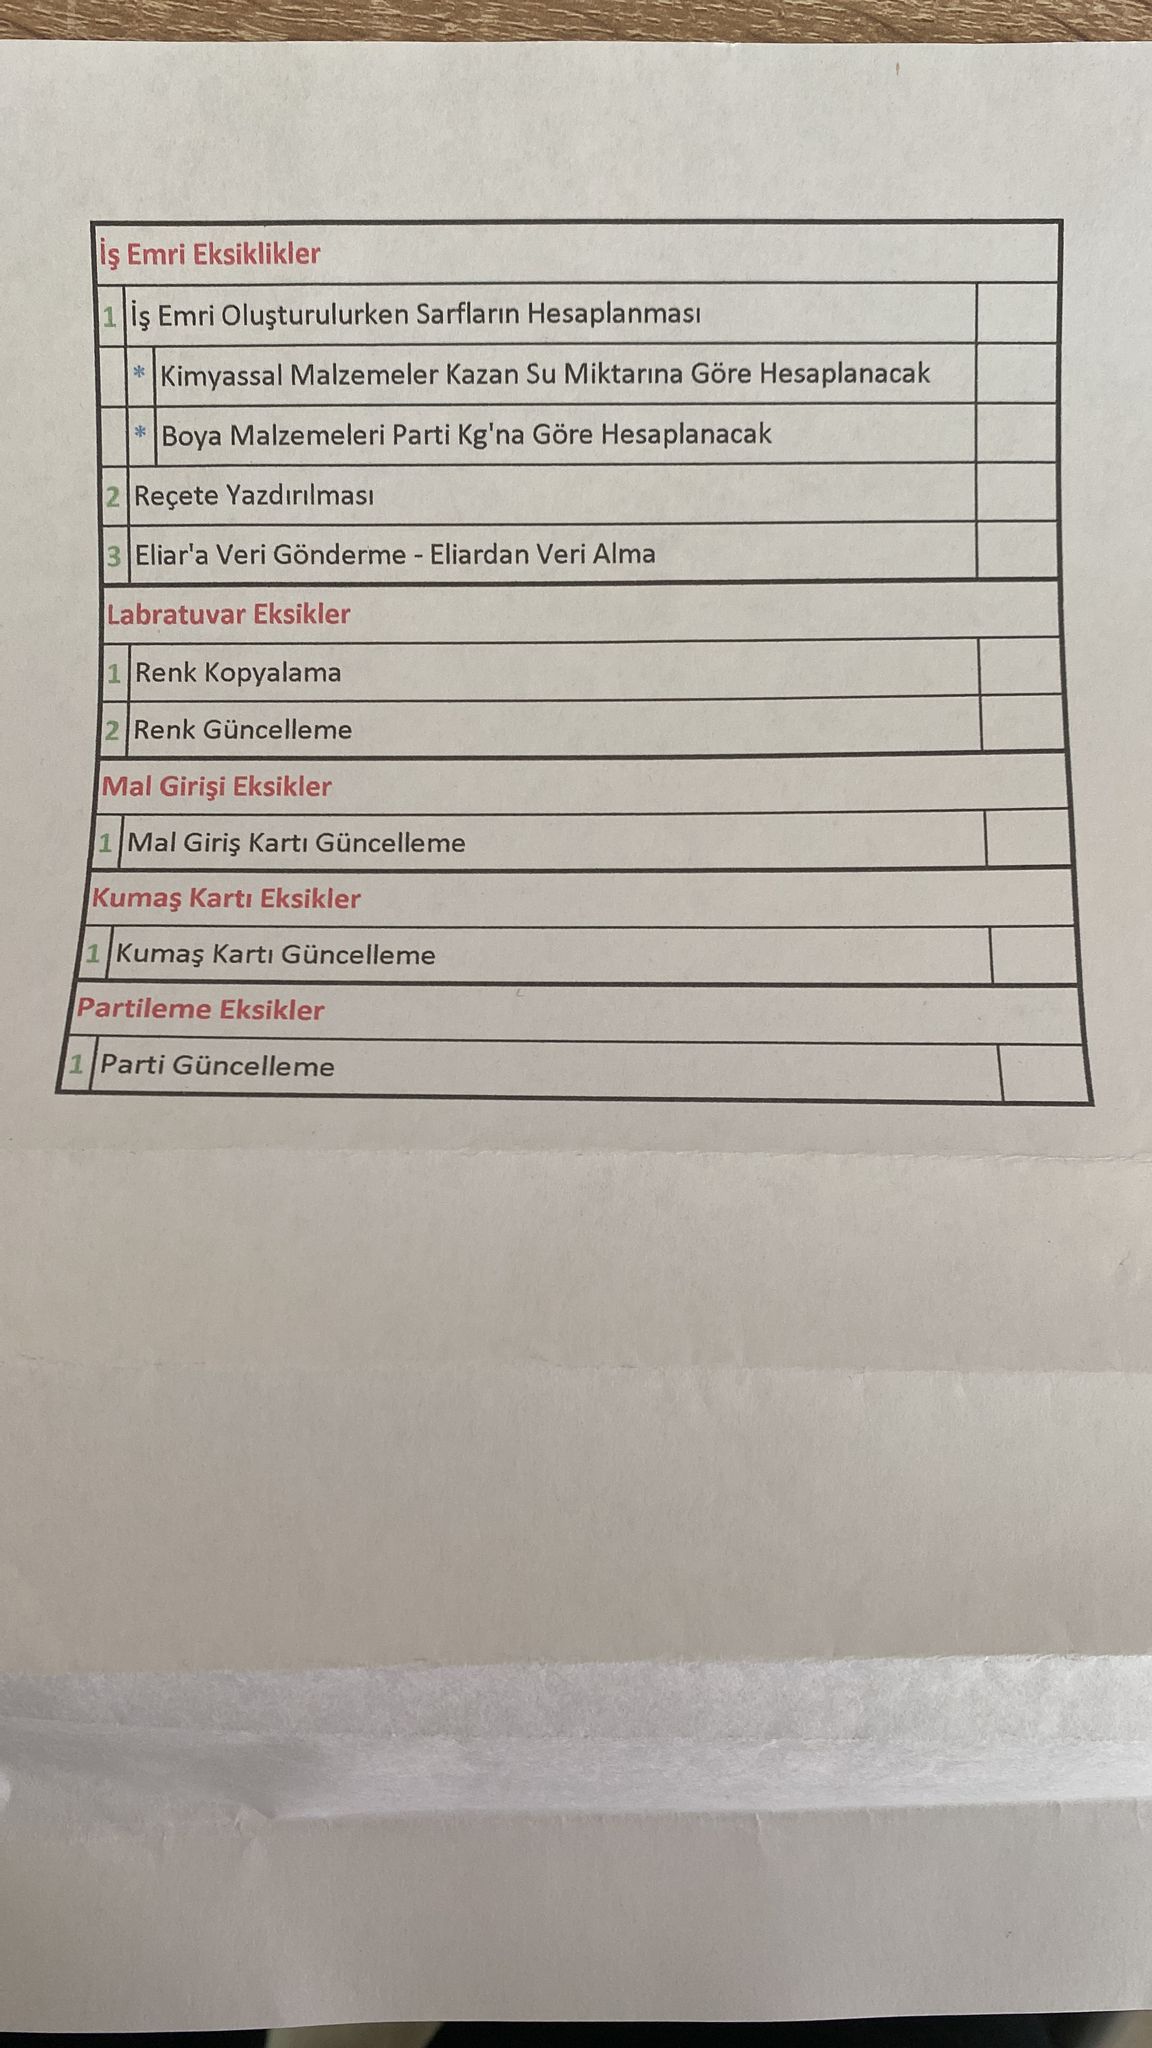 İş Emri Eksiklikler
1 İş Emri Oluşturulurken Sarfların Hesaplanması
* Kimyassal Malzemeler Kazan Su Miktarına Göre Hesaplanacak
* Boya Malzemeleri Parti Kg'na Göre Hesaplanacak
2 Reçete Yazdırılması
3 Eliar'a Veri Gönderme - Eliardan Veri Alma
Labratuvar Eksikler
1 Renk Kopyalama
2 Renk Güncelleme
Mal Girişi Eksikler
1 Mal Giriş Kartı Güncelleme
Kumaş Kartı Eksikler
1 Kumaş Kartı Güncelleme
Partileme Eksikler
1 Parti Güncelleme